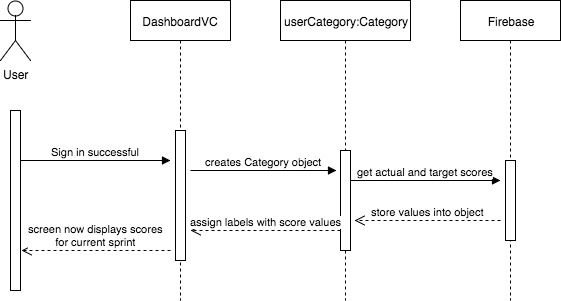 DashboardVC
userCategory:Category
Firebase
User
Sign in successful
creates Category object
get actual and target scores
store values into object
assign labels with score values
screen now displays scores
for current sprint